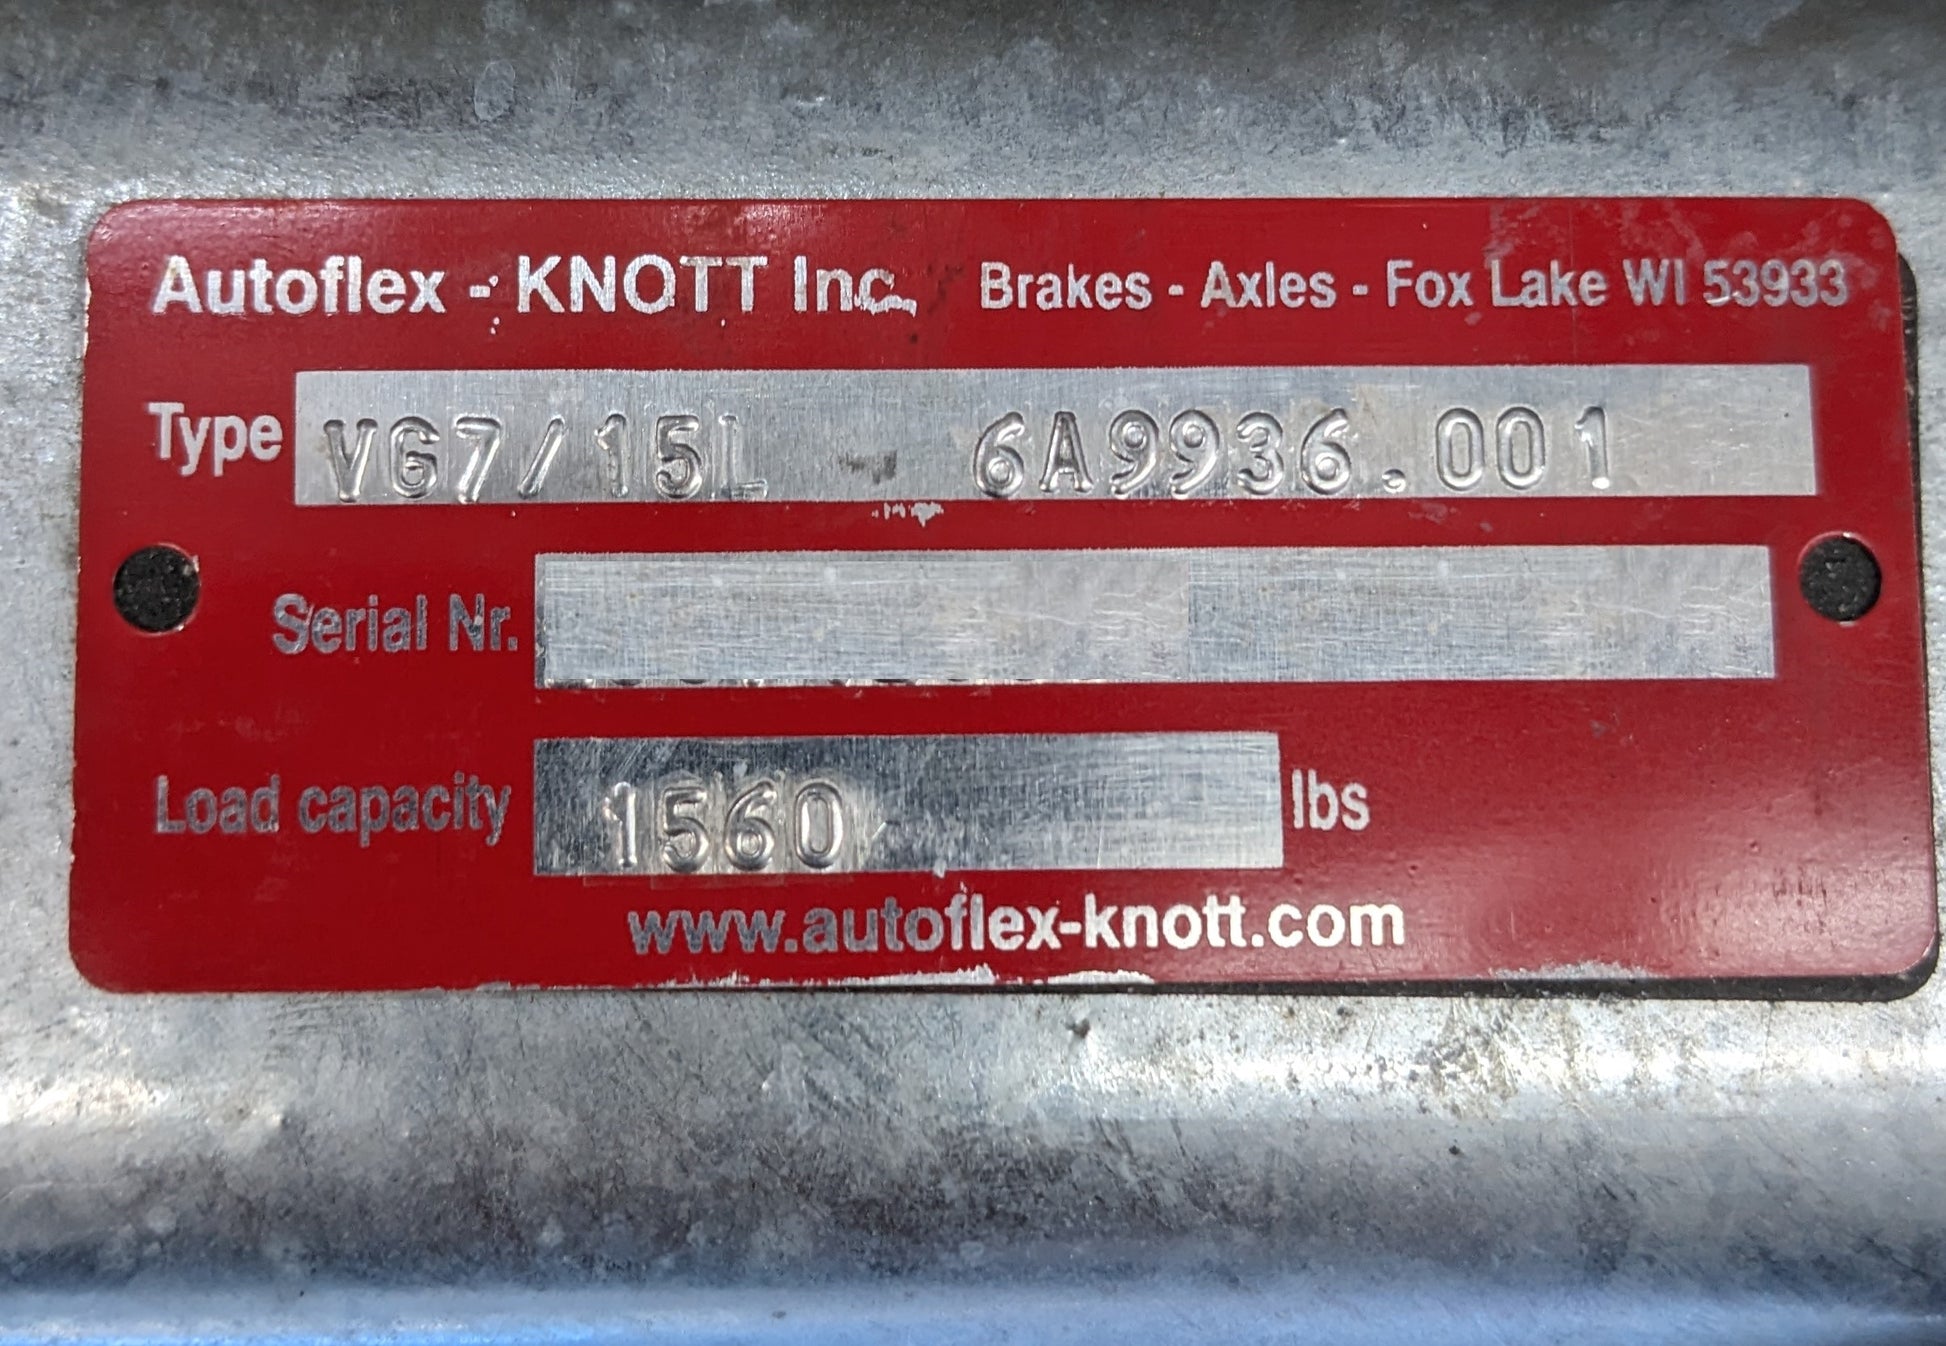 Autoflex - KNOTT Inc. Brakes - Axles - Fox Lake WI 53933
Type VG7/15L 6A9936.001
Serial Nr.
Load capacity 1560 lbs
www.autoflex-knott.com